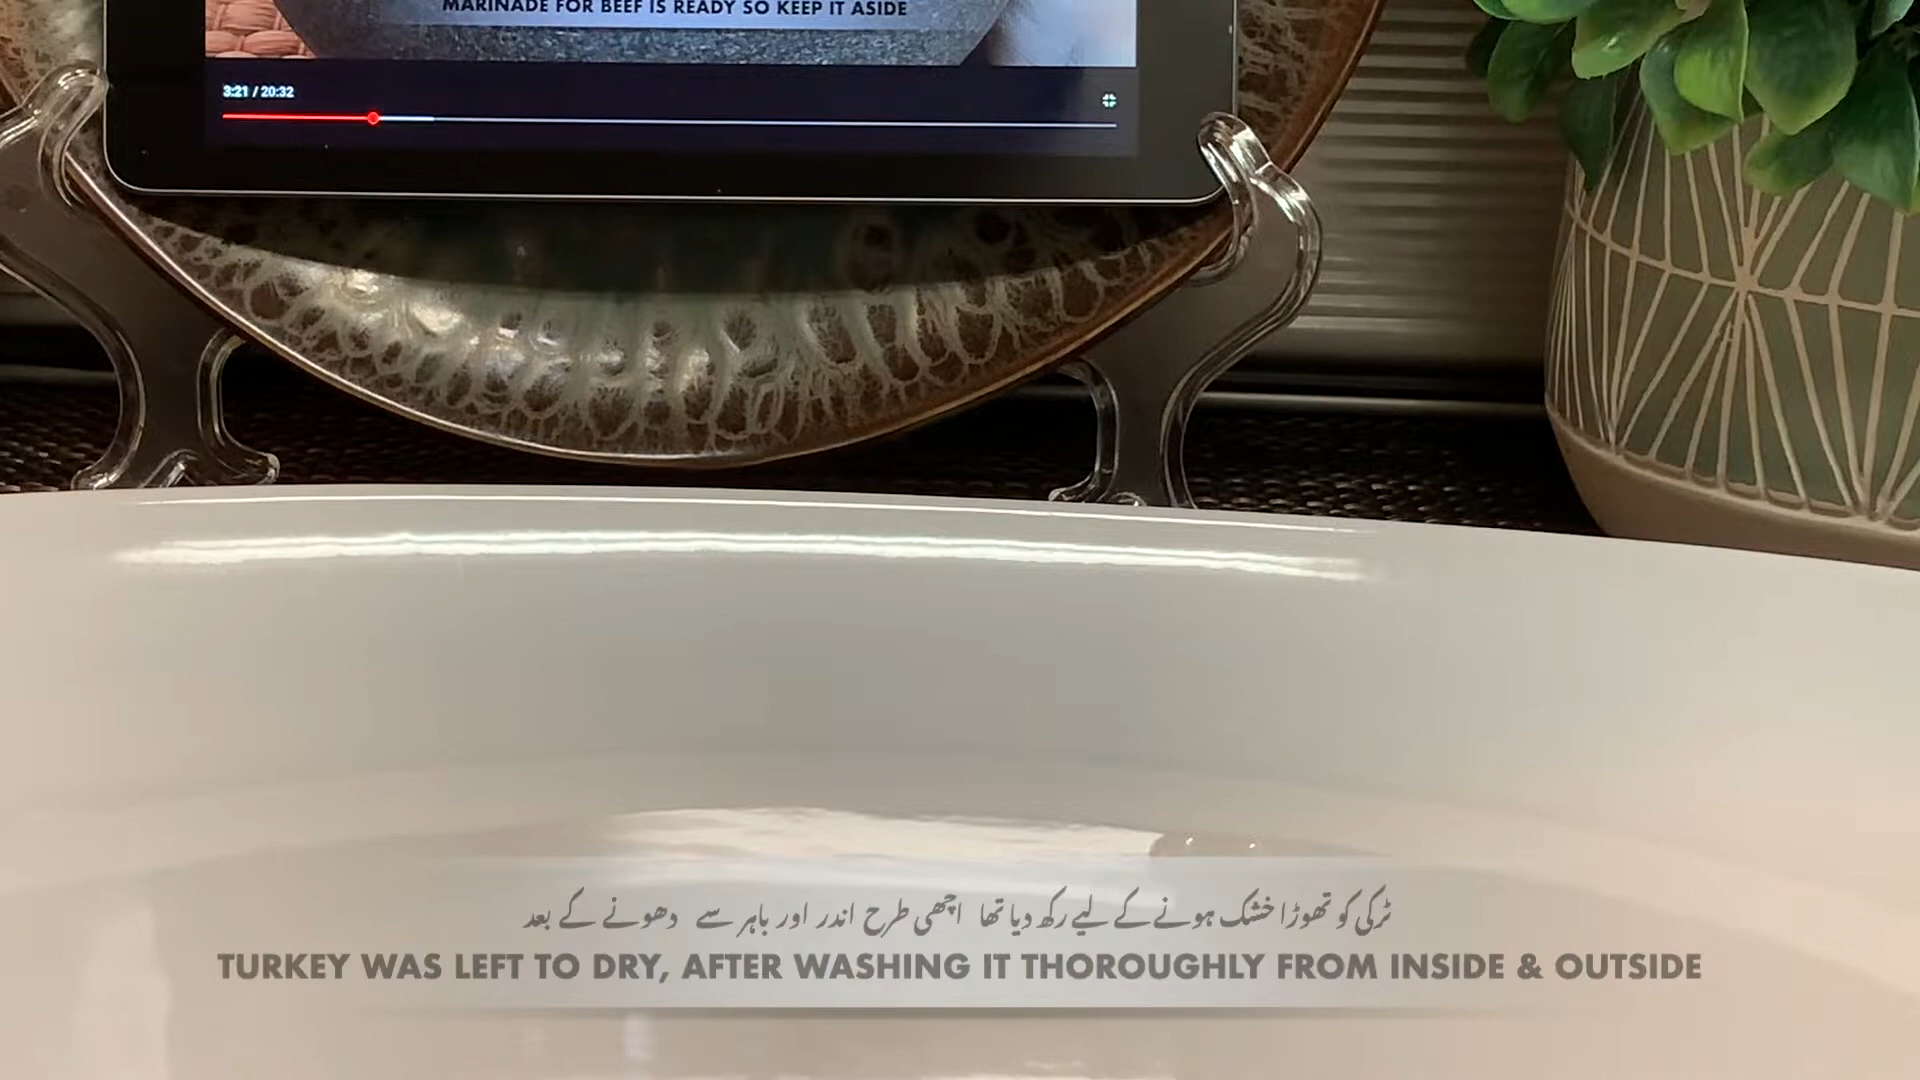 MARINADE FOR BEEF IS READY SO KEEP IT ASIDE
3:21 / 20:32
ٹرکی کو تھوڑا خشک ہونے کے لیے رکھ دیا تھا اچھی طرح اندر اور باہر سے دھونے کے بعد
TURKEY WAS LEFT TO DRY, AFTER WASHING IT THOROUGHLY FROM INSIDE & OUTSIDE